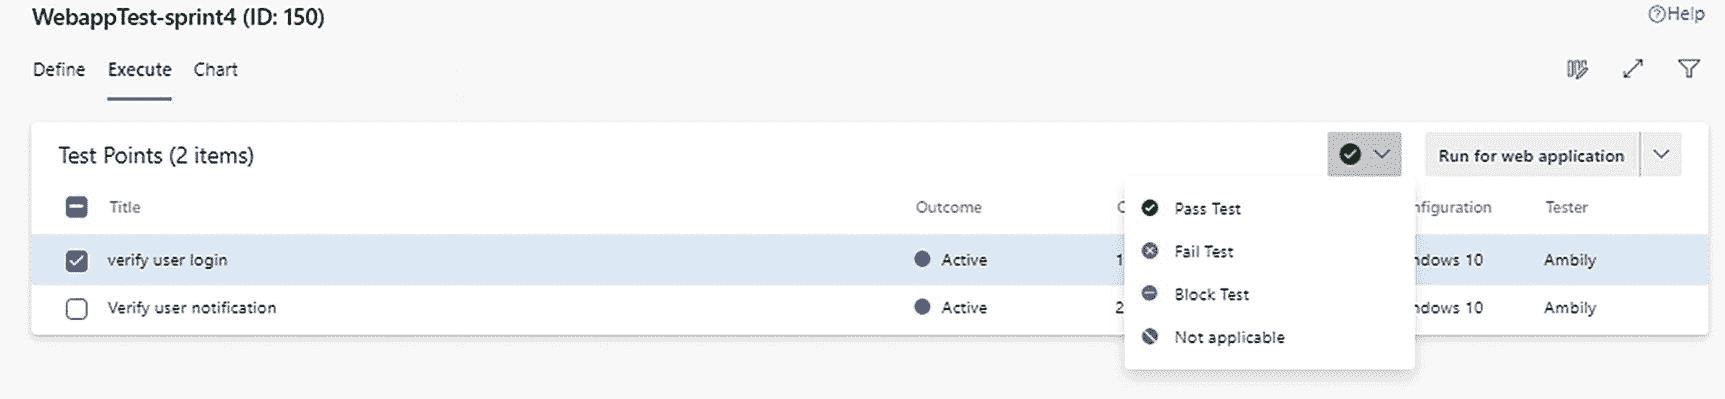 WebappTest-sprint4 (ID: 150)
Help
Define Execute Chart
Test Points (2 items)
Run for web application
Title Outcome nfiguration Tester
Pass Test
verify user login Active 1 ndows 10 Ambily
Fail Test
Block Test
Verify user notification Active 2 ndows 10 Ambily
Not applicable